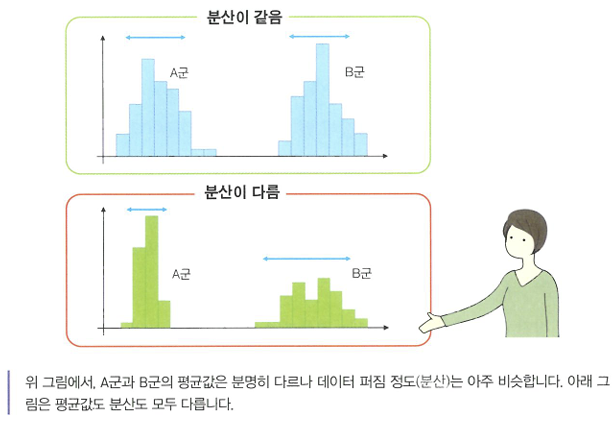 분산이 같음
A군
B군
분산이 다름
A군
B군
위 그림에서, A군과 B군의 평균값은 분명히 다르나 데이터 퍼짐 정도(분산)는 아주 비슷합니다. 아래 그
림은 평균값도 분산도 모두 다릅니다.